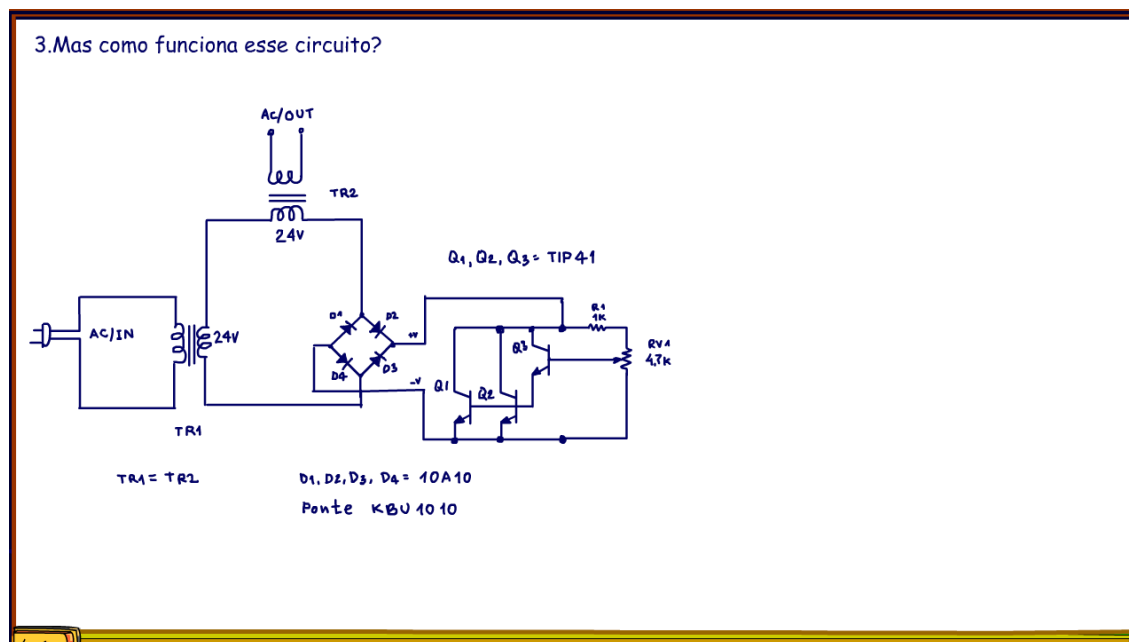 3.Mas como funciona esse circuito?
AC/OUT
TR2
24V
Q1, Q2, Q3= TIP41
AC/IN
24V
TR1
D1
D2
D4
D3
+V
-V
R1
1K
RV1
4,7K
Q3
Q1
Q2
TR1= TR2
D1, D2, D3, D4= 10A10
Ponte KBU 1010